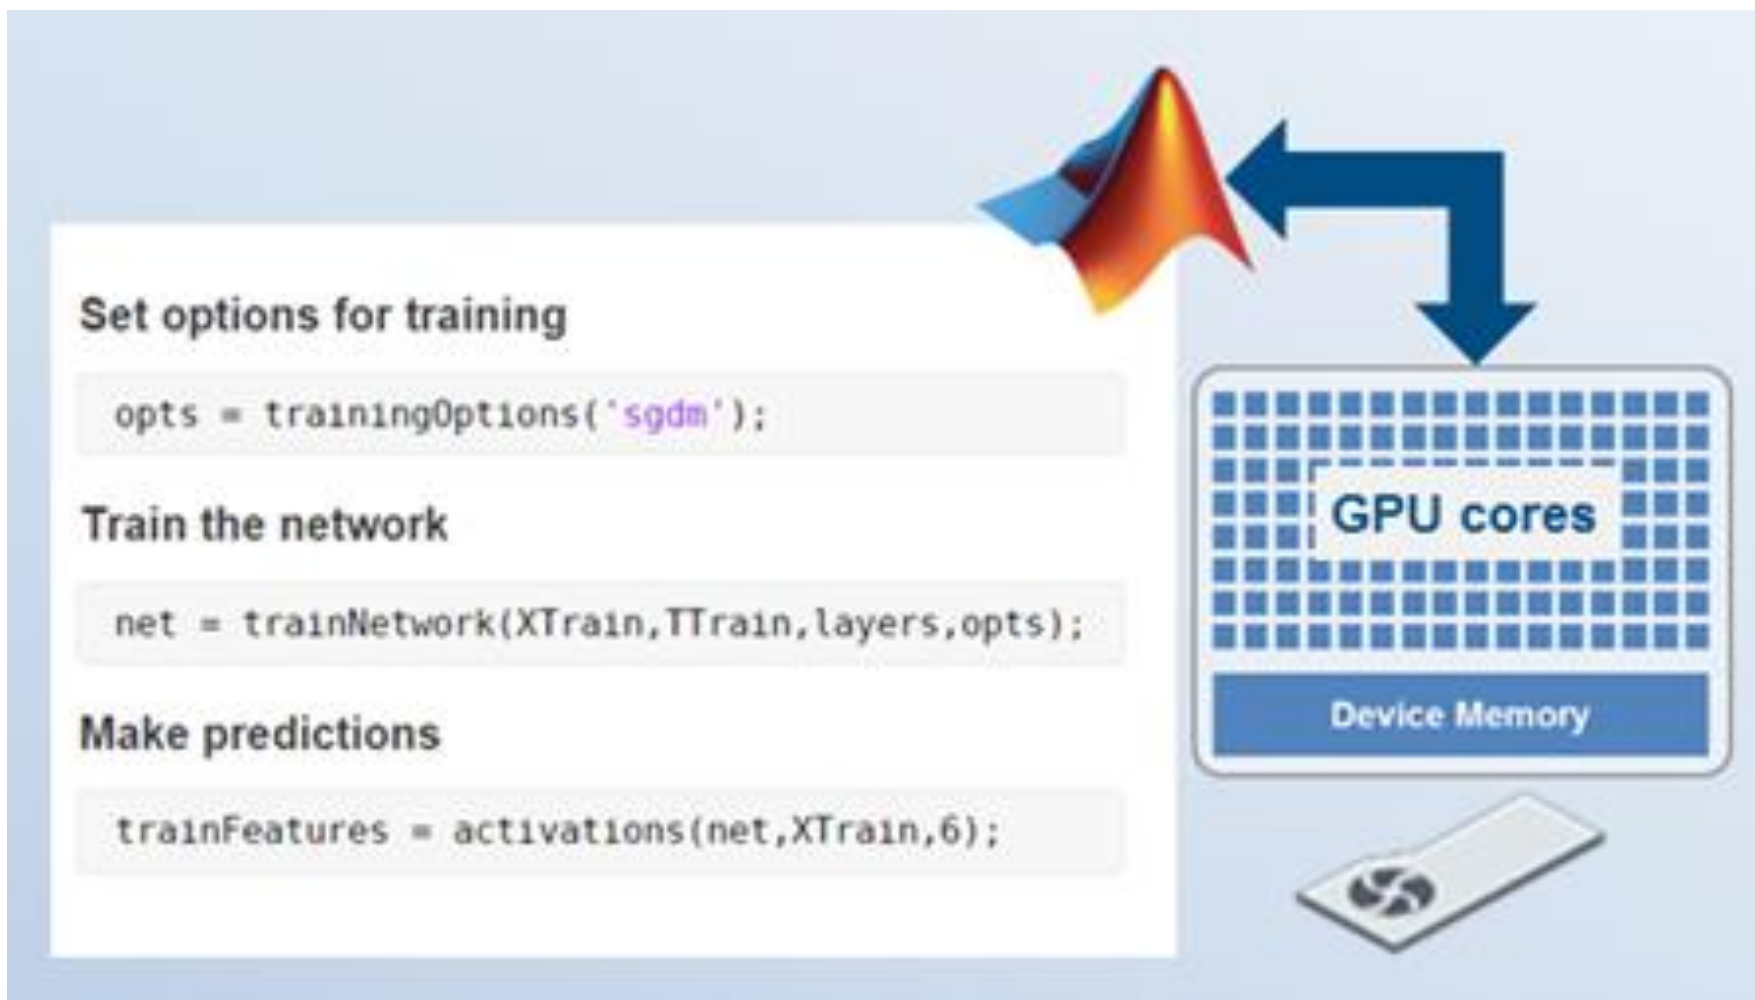 Set options for training
opts = trainingOptions('sgdm');
Train the network
net = trainNetwork(XTrain,TTrain,layers,opts);
Make predictions
trainFeatures = activations(net,XTrain,6);
GPU cores
Device Memory